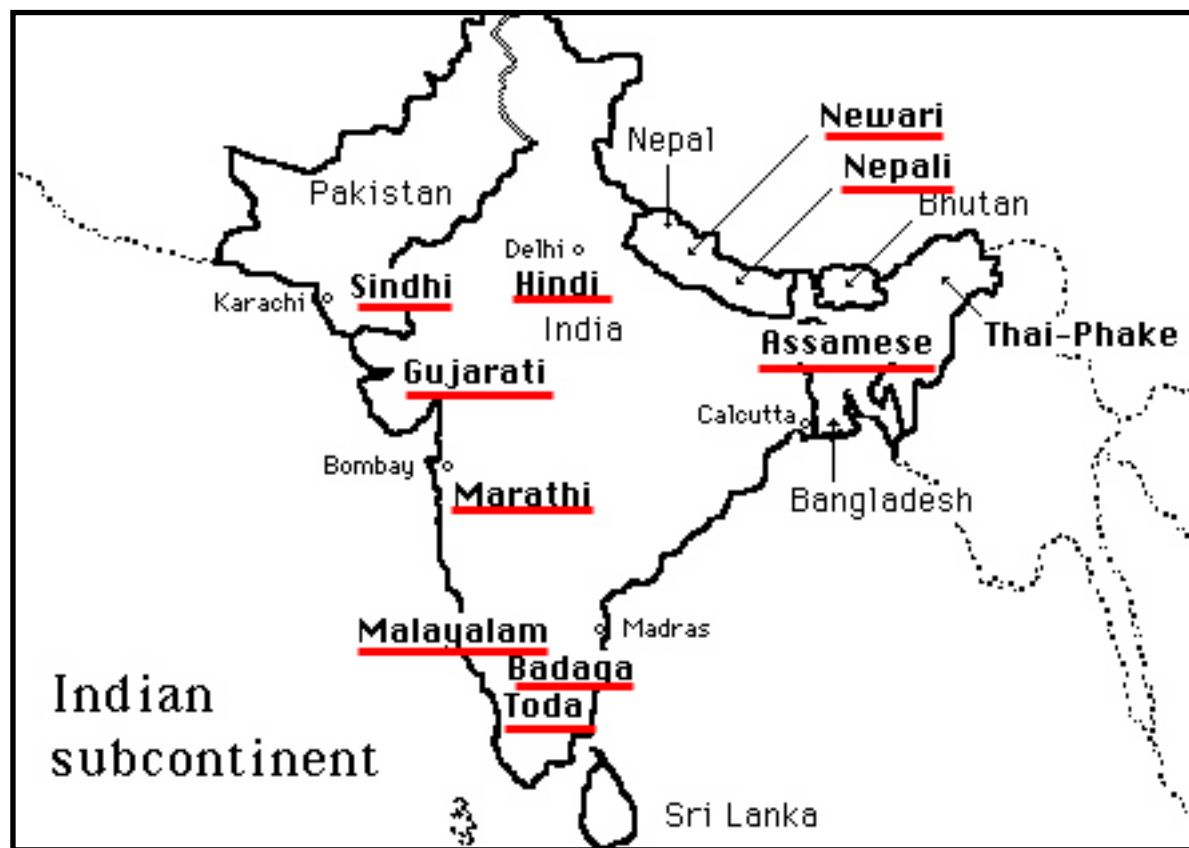 Newari
Nepal
Nepali
Pakistan
Bhutan
Delhi
Sindhi
Hindi
Karachi
India
Thai-Phake
Assamese
Gujarati
Calcutta
Bombay
Marathi
Bangladesh
Malayalam
Madras
Badaga
Toda
Indian
subcontinent
Sri Lanka